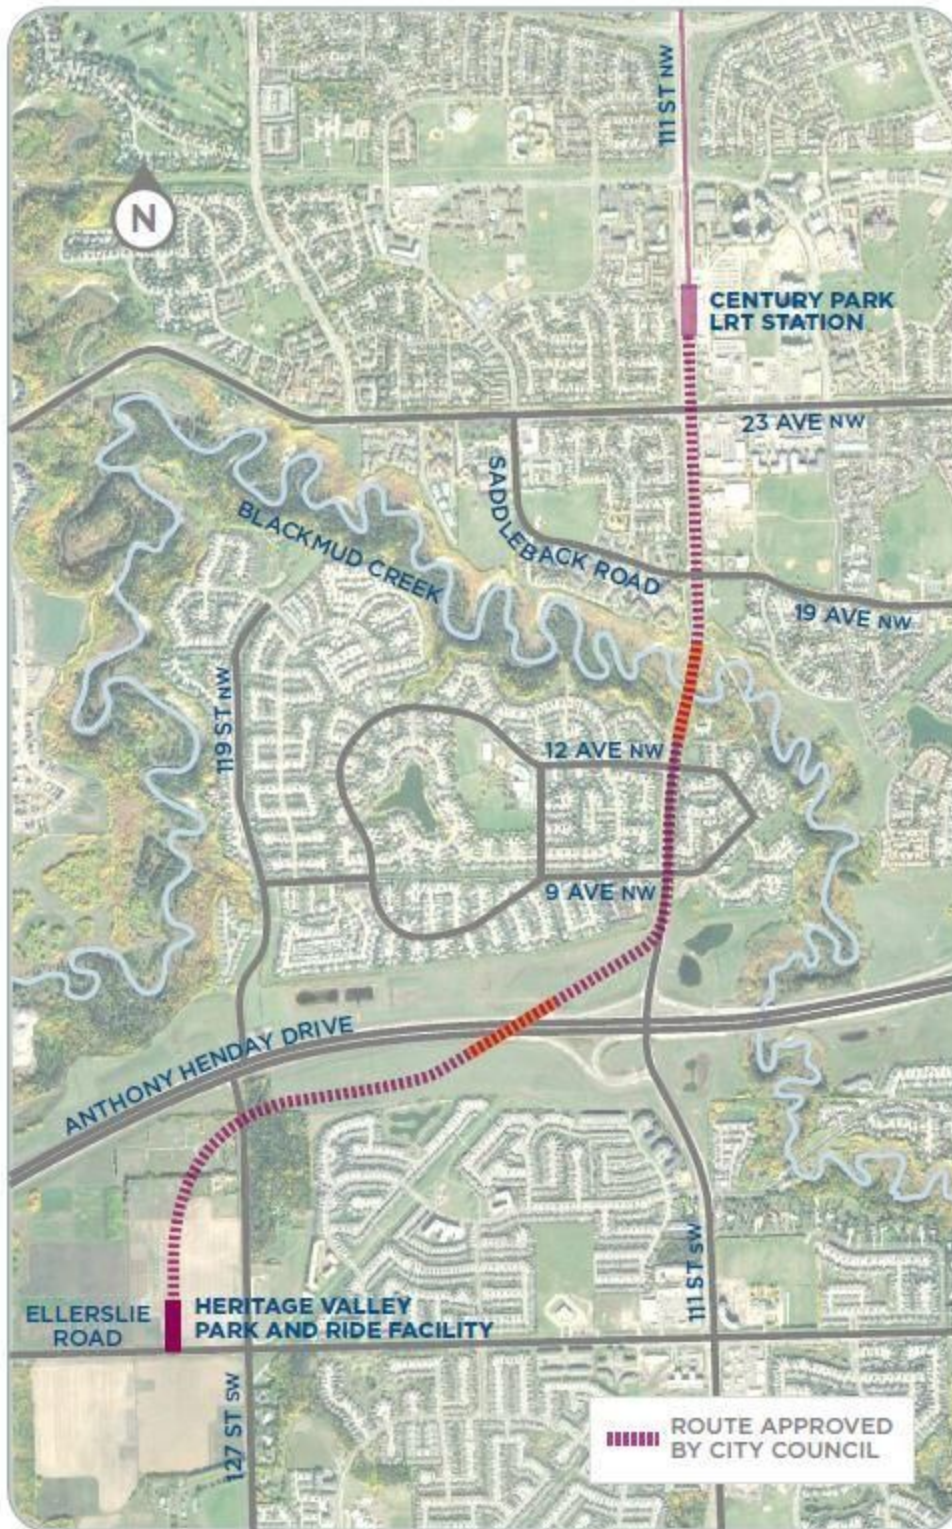 111 ST NW
N
CENTURY PARK
LRT STATION
23 AVE NW
SADDLEBACK ROAD
BLACKMUD CREEK
19 AVE NW
119 ST NW
12 AVE NW
9 AVE NW
ANTHONY HENDAY DRIVE
111 ST SW
ELLERSLIE
ROAD
HERITAGE VALLEY
PARK AND RIDE FACILITY
127 ST SW
ROUTE APPROVED
BY CITY COUNCIL